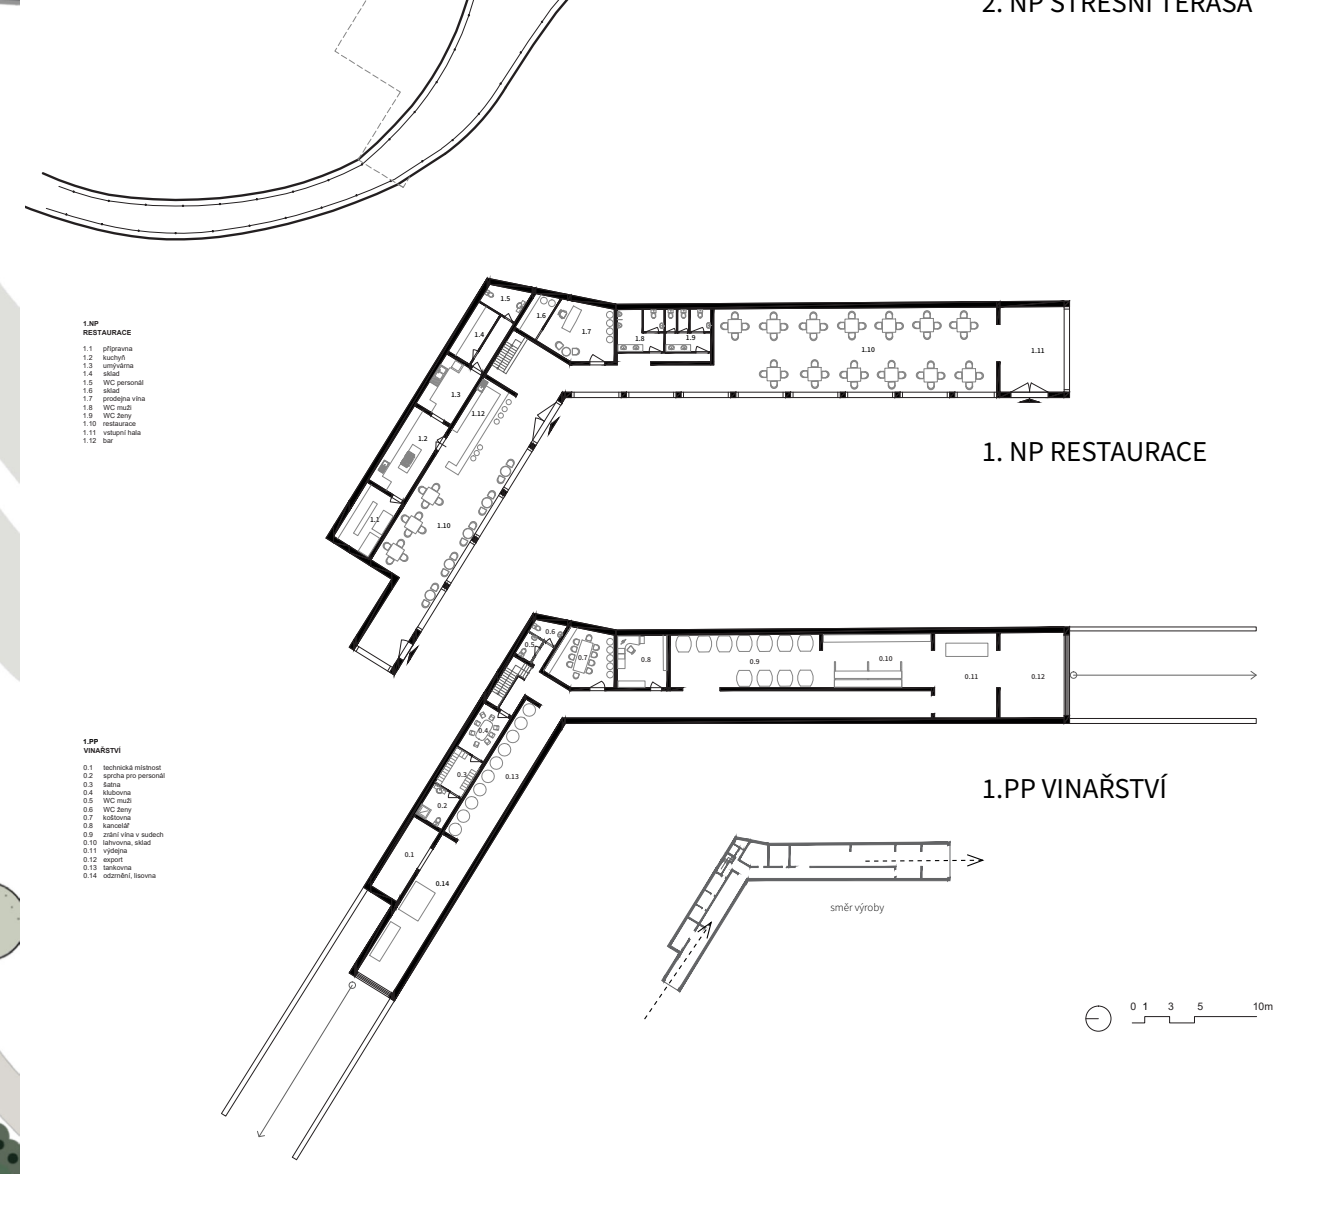 2. NP STŘEŠNÍ TERASA
1.NP
RESTAURACE
1.1 přípravna
1.2 kuchyň
1.3 umývárna
1.4 sklad
1.5 WC personál
1.6 sklad
1.7 prodejna vína
1.8 WC muži
1.9 WC ženy
1.10 restaurace
1.11 vstupní hala
1.12 bar
1.5
1.6
1.7
1.4
1.8
1.9
1.10
1.11
1.3
1.12
1.2
1.1
1.10
1. NP RESTAURACE
0.6
0.5
0.7
0.8
0.9
0.10
0.11
0.12
0.4
0.3
0.13
0.2
0.1
0.14
1.PP
VINAŘSTVÍ
0.1 technická místnost
0.2 sprcha pro personál
0.3 šatna
0.4 klubovna
0.5 WC muži
0.6 WC ženy
0.7 koštovna
0.8 kancelář
0.9 zrání vína v sudech
0.10 lahvovna, sklad
0.11 výdejna
0.12 export
0.13 tankovna
0.14 odzrnění, lisovna
1.PP VINAŘSTVÍ
směr výroby
0 1 3 5 10m